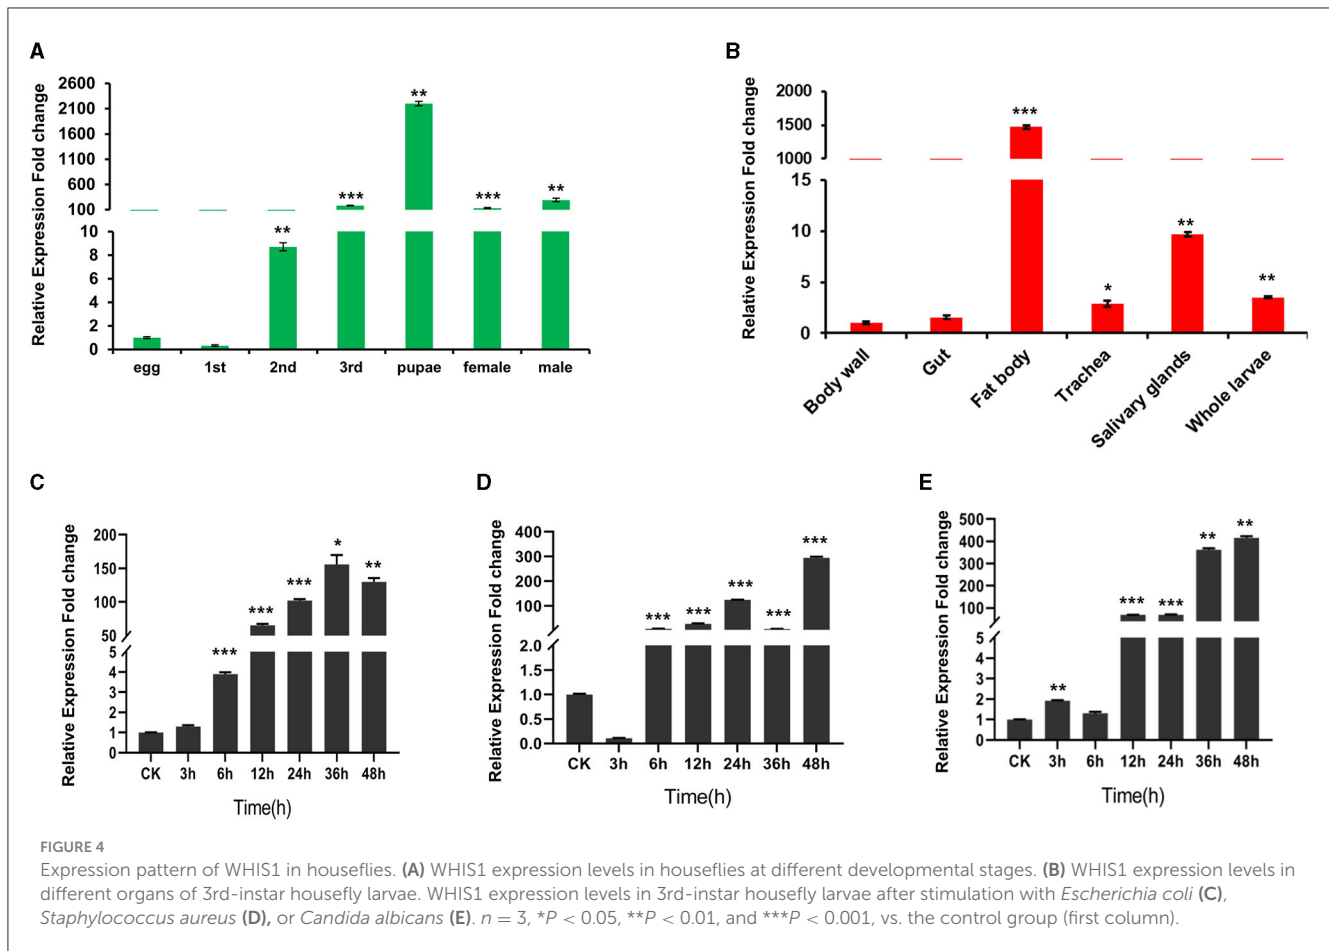 A
Relative Expression Fold change
2600
2100
1600
1100
600
100
10
8
6
4
2
0
**
***
**
***
**
egg 1st 2nd 3rd pupae female male
B
Relative Expression Fold change
2000
1500
1000
15
10
5
0
***
*
**
**
Body wall
Gut
Fat body
Trachea
Salivary glands
Whole larvae
C
Relative Expression Fold change
200
150
100
50
5
4
3
2
1
0
***
***
***
*
**
CK 3h 6h 12h 24h 36h 48h
Time(h)
D
Relative Expression Fold change
400
300
200
100
2.0
1.5
1.0
0.5
0.0
***
***
***
***
***
CK 3h 6h 12h 24h 36h 48h
Time(h)
E
Relative Expression Fold change
500
400
300
200
100
5
4
3
2
1
0
**
***
***
**
**
CK 3h 6h 12h 24h 36h 48h
Time(h)
FIGURE 4
Expression pattern of WHIS1 in houseflies. (A) WHIS1 expression levels in houseflies at different developmental stages. (B) WHIS1 expression levels in
different organs of 3rd-instar housefly larvae. WHIS1 expression levels in 3rd-instar housefly larvae after stimulation with Escherichia coli (C),
Staphylococcus aureus (D), or Candida albicans (E). n = 3, *P < 0.05, **P < 0.01, and ***P < 0.001, vs. the control group (first column).